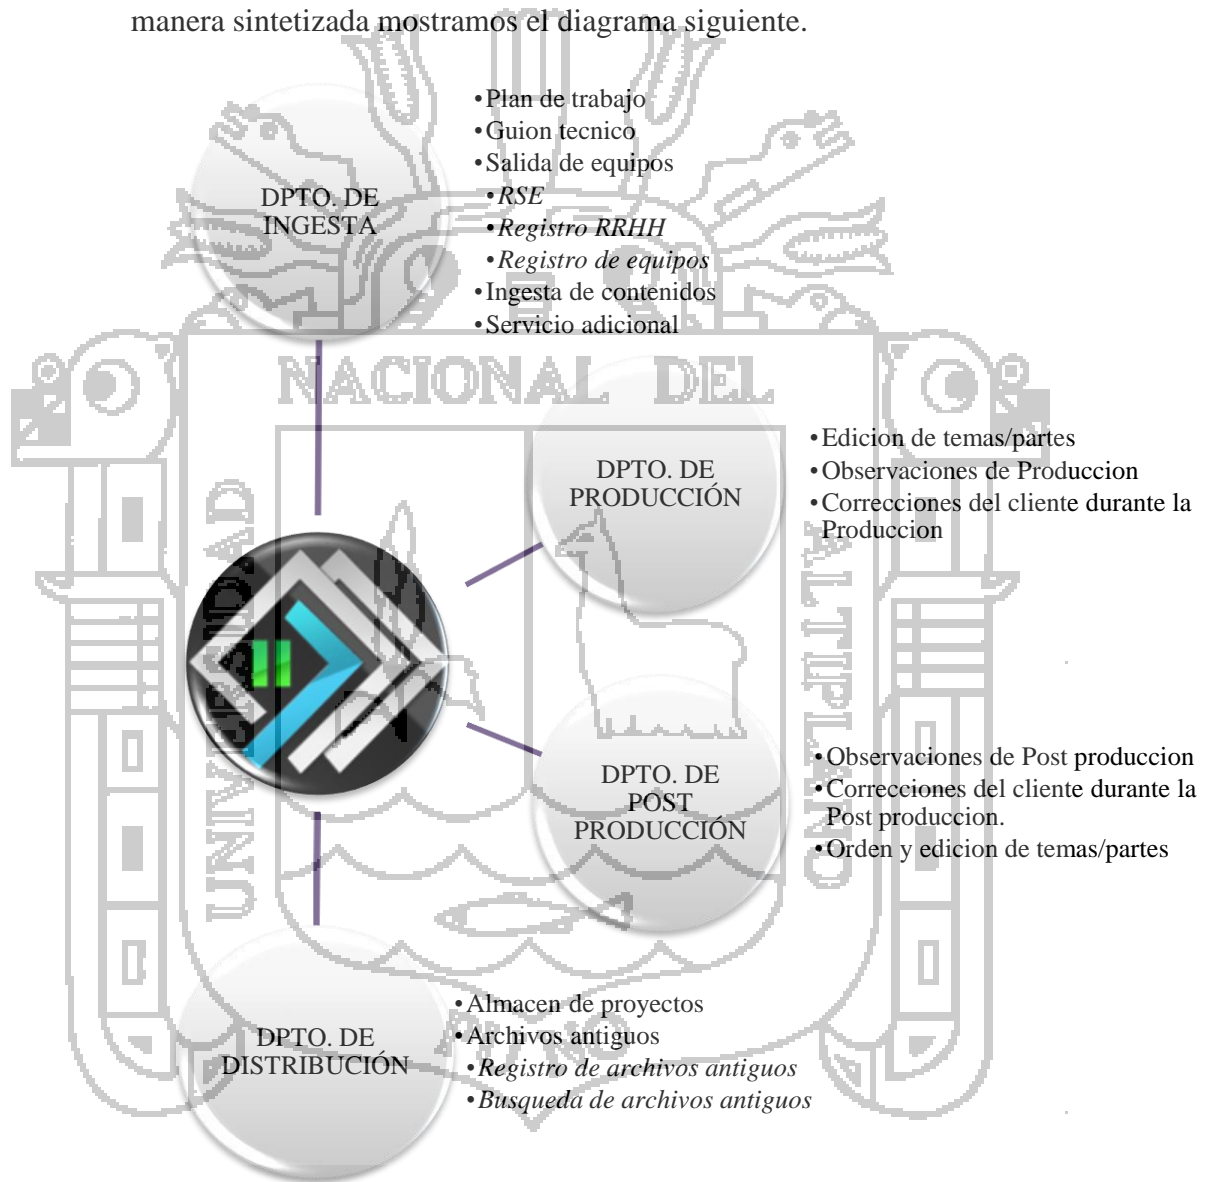 manera sintetizada mostramos el diagrama siguiente.
DPTO. DE
INGESTA
•Plan de trabajo
•Guion tecnico
•Salida de equipos
•RSE
•Registro RRHH
•Registro de equipos
•Ingesta de contenidos
•Servicio adicional
NACIONAL DEL
DPTO. DE
PRODUCCIÓN
•Edicion de temas/partes
•Observaciones de Produccion
•Correcciones del cliente durante la
Produccion
UNIVERSIDAD
ALTIPLANO
DPTO. DE
POST
PRODUCCIÓN
•Observaciones de Post produccion
•Correcciones del cliente durante la
Post produccion.
•Orden y edicion de temas/partes
DPTO. DE
DISTRIBUCIÓN
•Almacen de proyectos
•Archivos antiguos
•Registro de archivos antiguos
•Busqueda de archivos antiguos
PUNO